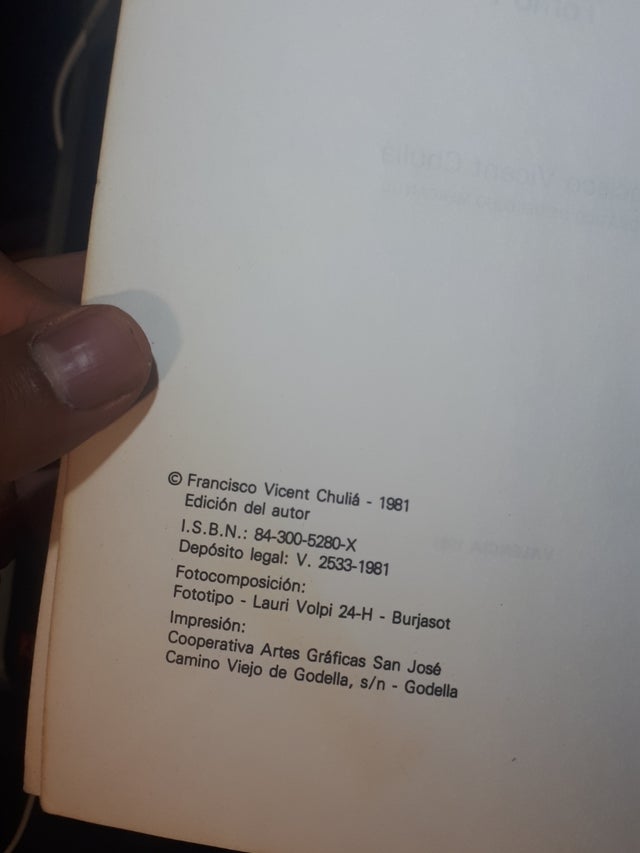 © Francisco Vicent Chuliá - 1981
Edición del autor
I.S.B.N.: 84-300-5280-X
Depósito legal: V. 2533-1981
Fotocomposición:
Fototipo - Lauri Volpi 24-H - Burjasot
Impresión:
Cooperativa Artes Gráficas San José
Camino Viejo de Godella, s/n - Godella